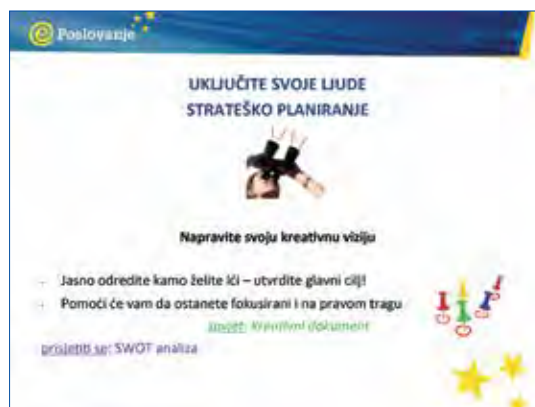 e Poslovanje
UKLJUČITE SVOJE LJUDE
STRATEŠKO PLANIRANJE
Napravite svoju kreativnu viziju
- Jasno odredite kamo želite ići – utvrdite glavni cilj!
- Pomoći će vam da ostanete fokusirani i na pravom tragu
savjet: Kreativni dokument
prisjetiti se: SWOT analiza